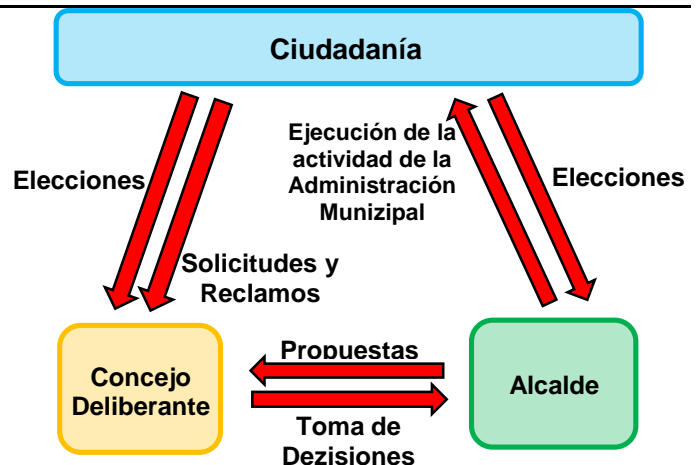 Ciudadanía
Elecciones
Ejecución de la
actividad de la
Administración
Munizipal
Elecciones
Solicitudes y
Reclamos
Concejo
Deliberante
Propuestas
Toma de
Dezisiones
Alcalde